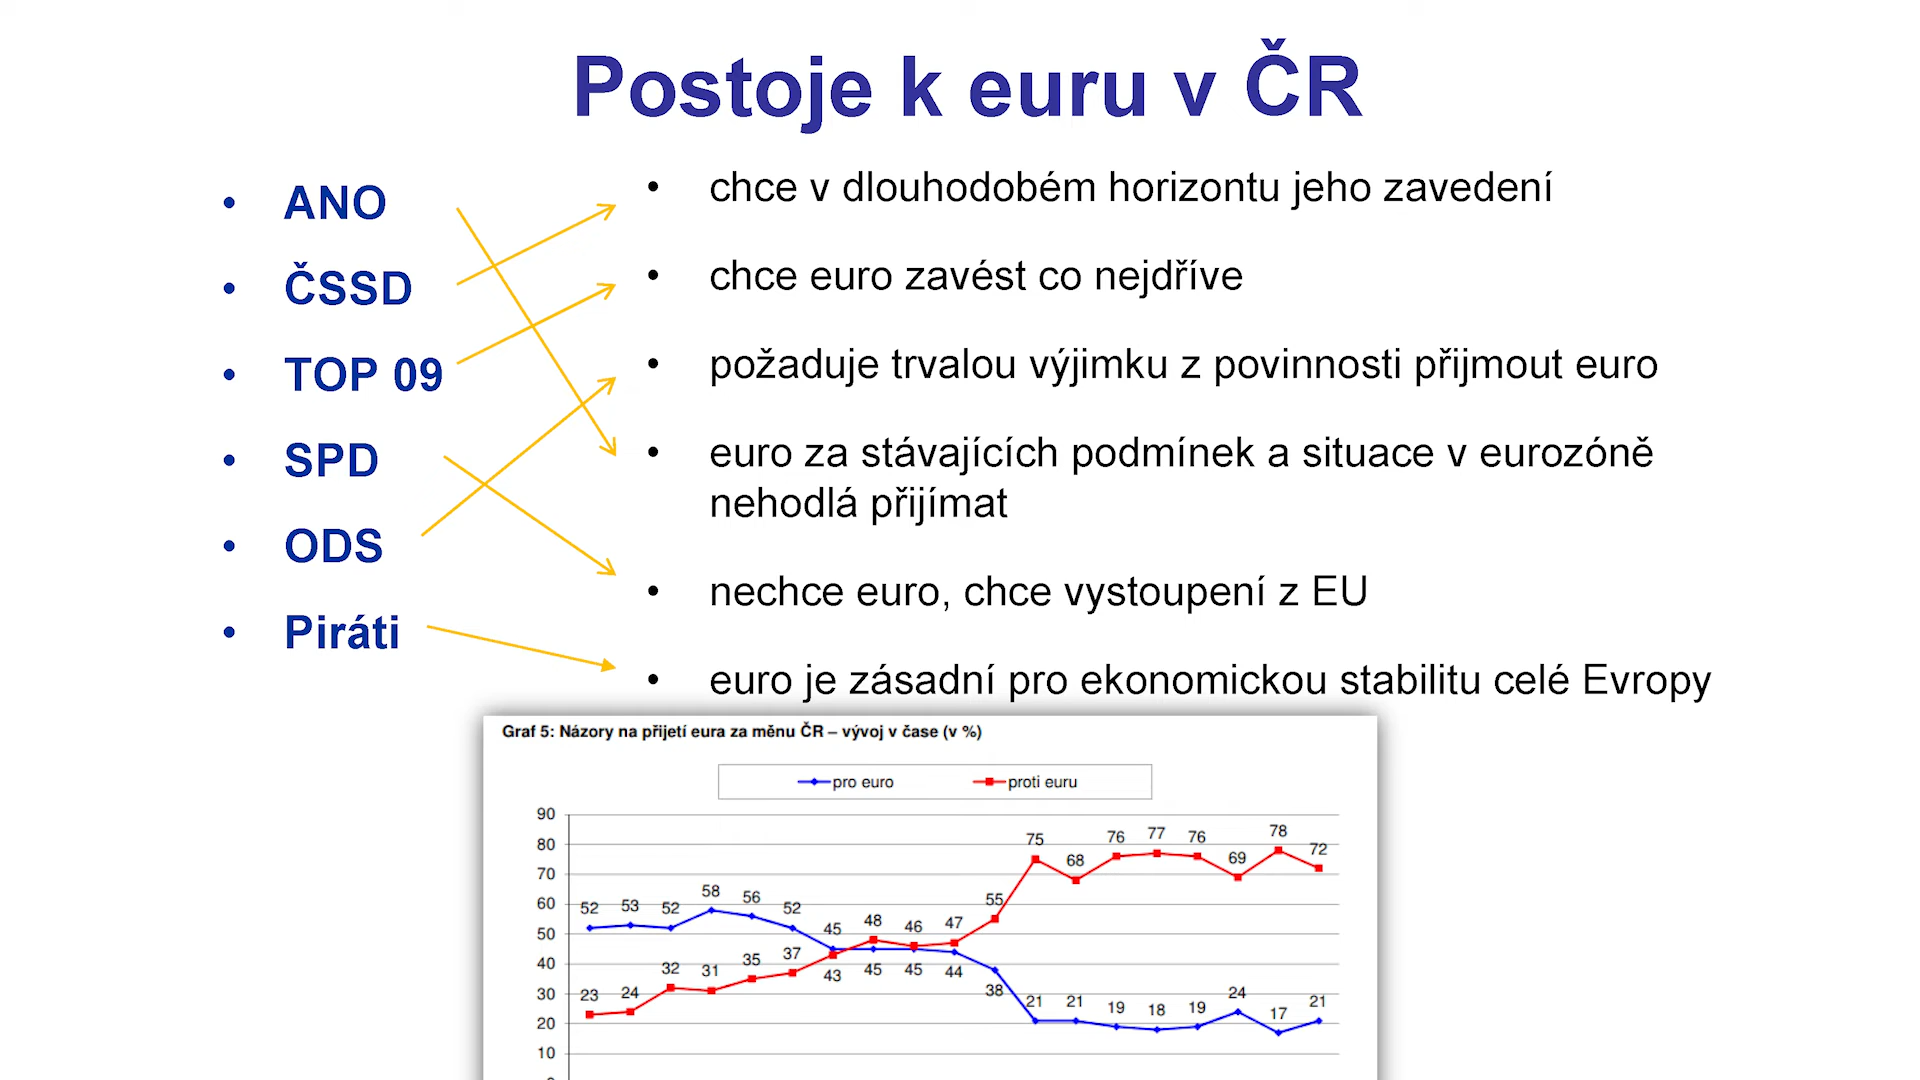 Postoje k euru v ČR
• ANO
• ČSSD
• TOP 09
• SPD
• ODS
• Piráti
• chce v dlouhodobém horizontu jeho zavedení
• chce euro zavést co nejdříve
• požaduje trvalou výjimku z povinnosti přijmout euro
• euro za stávajících podmínek a situace v eurozóně
nehodlá přijímat
• nechce euro, chce vystoupení z EU
• euro je zásadní pro ekonomickou stabilitu celé Evropy
Graf 5: Názory na přijetí eura za měnu ČR – vývoj v čase (v %)
pro euro proti euru
90
80
70
60
50
40
30
20
10
52 53 52 58 56 52 45 45 45 44 38 21 21 19 18 19 24 17 21
23 24 32 31 35 37 43 48 46 47 55 75 68 76 77 76 69 78 72